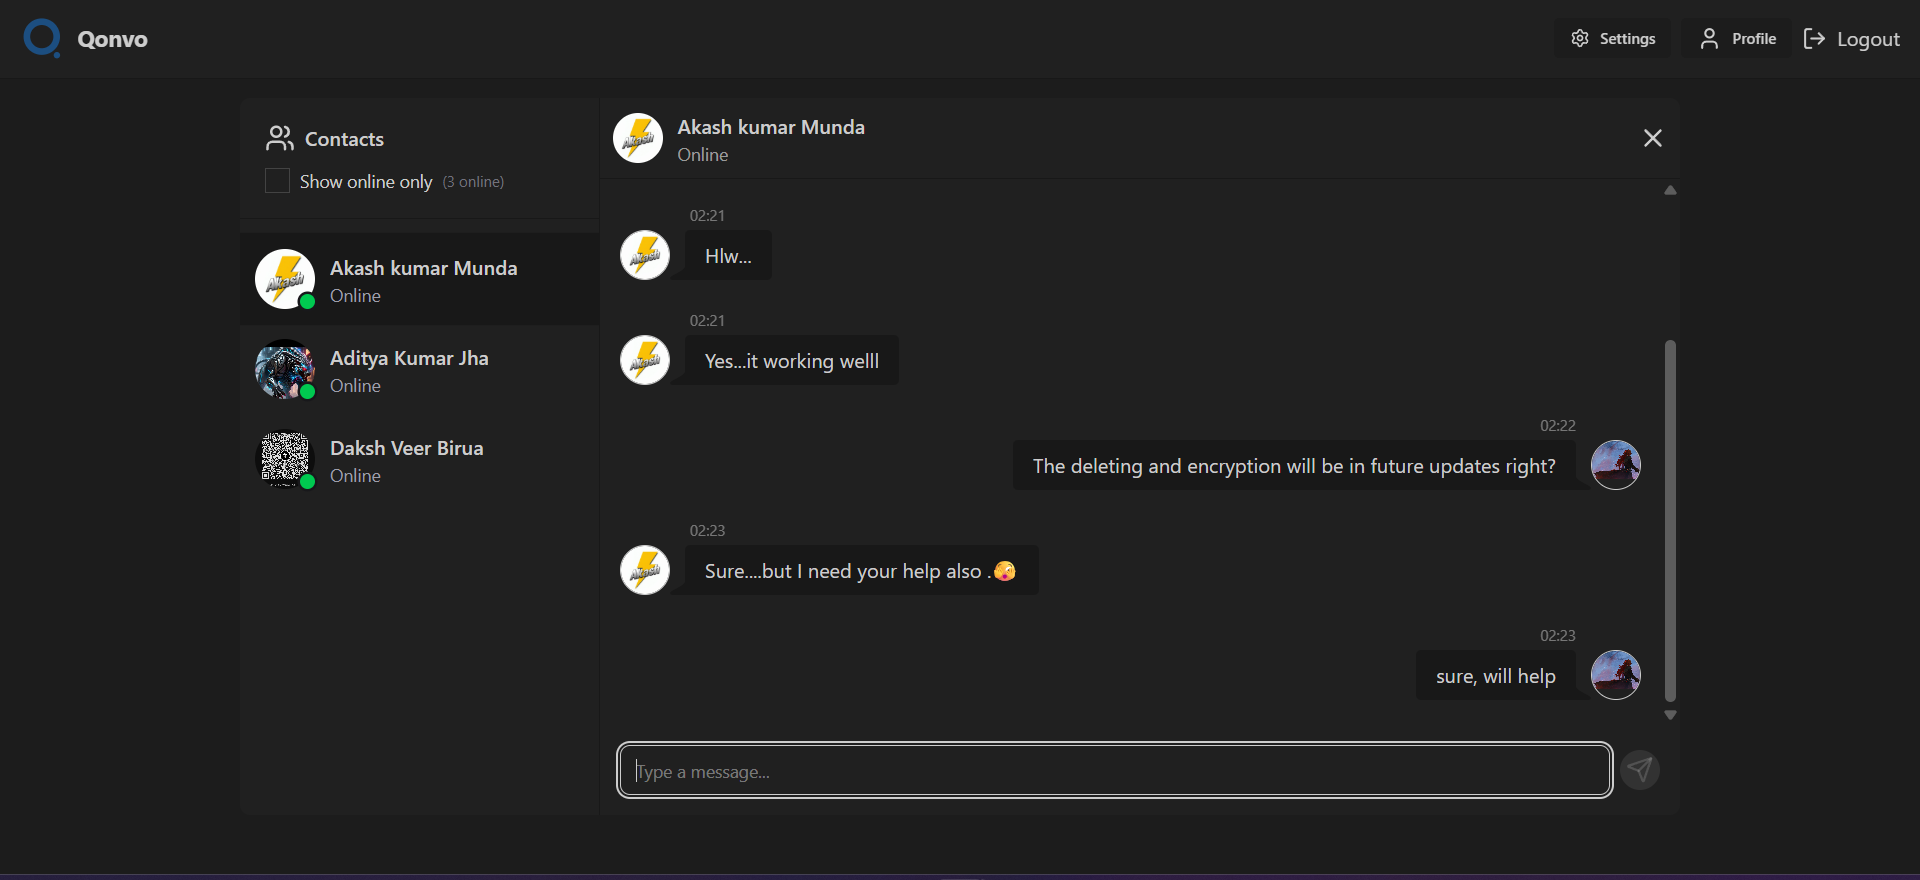 Qonvo
Settings
Profile
Logout
Contacts
Show online only (3 online)
Akash kumar Munda
Online
Aditya Kumar Jha
Online
Daksh Veer Birua
Online
Akash kumar Munda
Online
02:21
Akash
Hlw...
02:21
Akash
Yes...it working welll
02:22
The deleting and encryption will be in future updates right?
02:23
Akash
Sure....but I need your help also .🫣
02:23
sure, will help
Type a message...